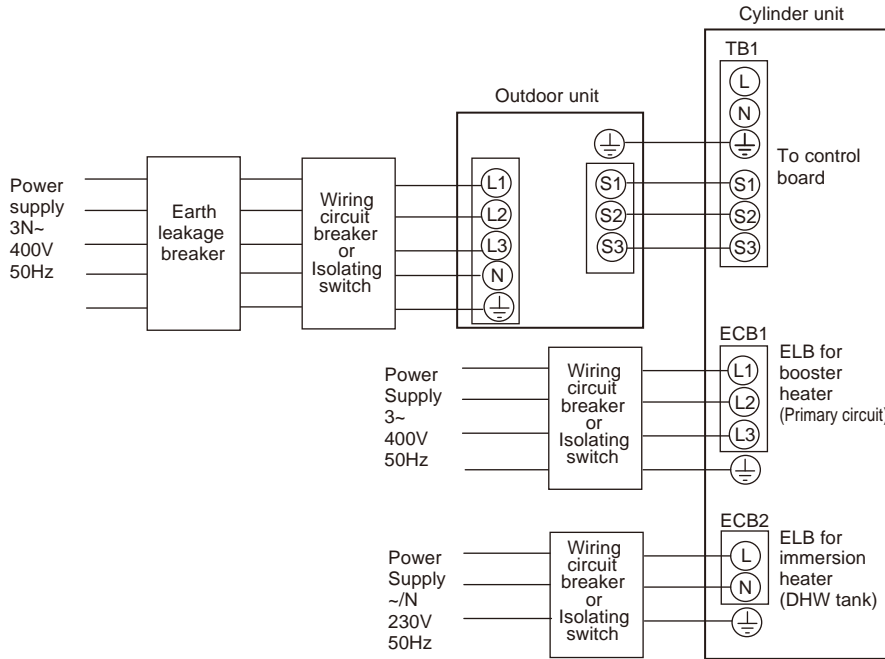 Cylinder unit
TB1
L
N
To control
board
S1
S2
S3
Outdoor unit
L1
L2
L3
N
S1
S2
S3
Power
supply
3N~
400V
50Hz
Earth
leakage
breaker
Wiring
circuit
breaker
or
Isolating
switch
ECB1
L1
L2
L3
ELB for
booster
heater
(Primary circuit)
Power
Supply
3~
400V
50Hz
Wiring
circuit
breaker
or
Isolating
switch
ECB2
L
N
ELB for
immersion
heater
(DHW tank)
Power
Supply
~/N
230V
50Hz
Wiring
circuit
breaker
or
Isolating
switch